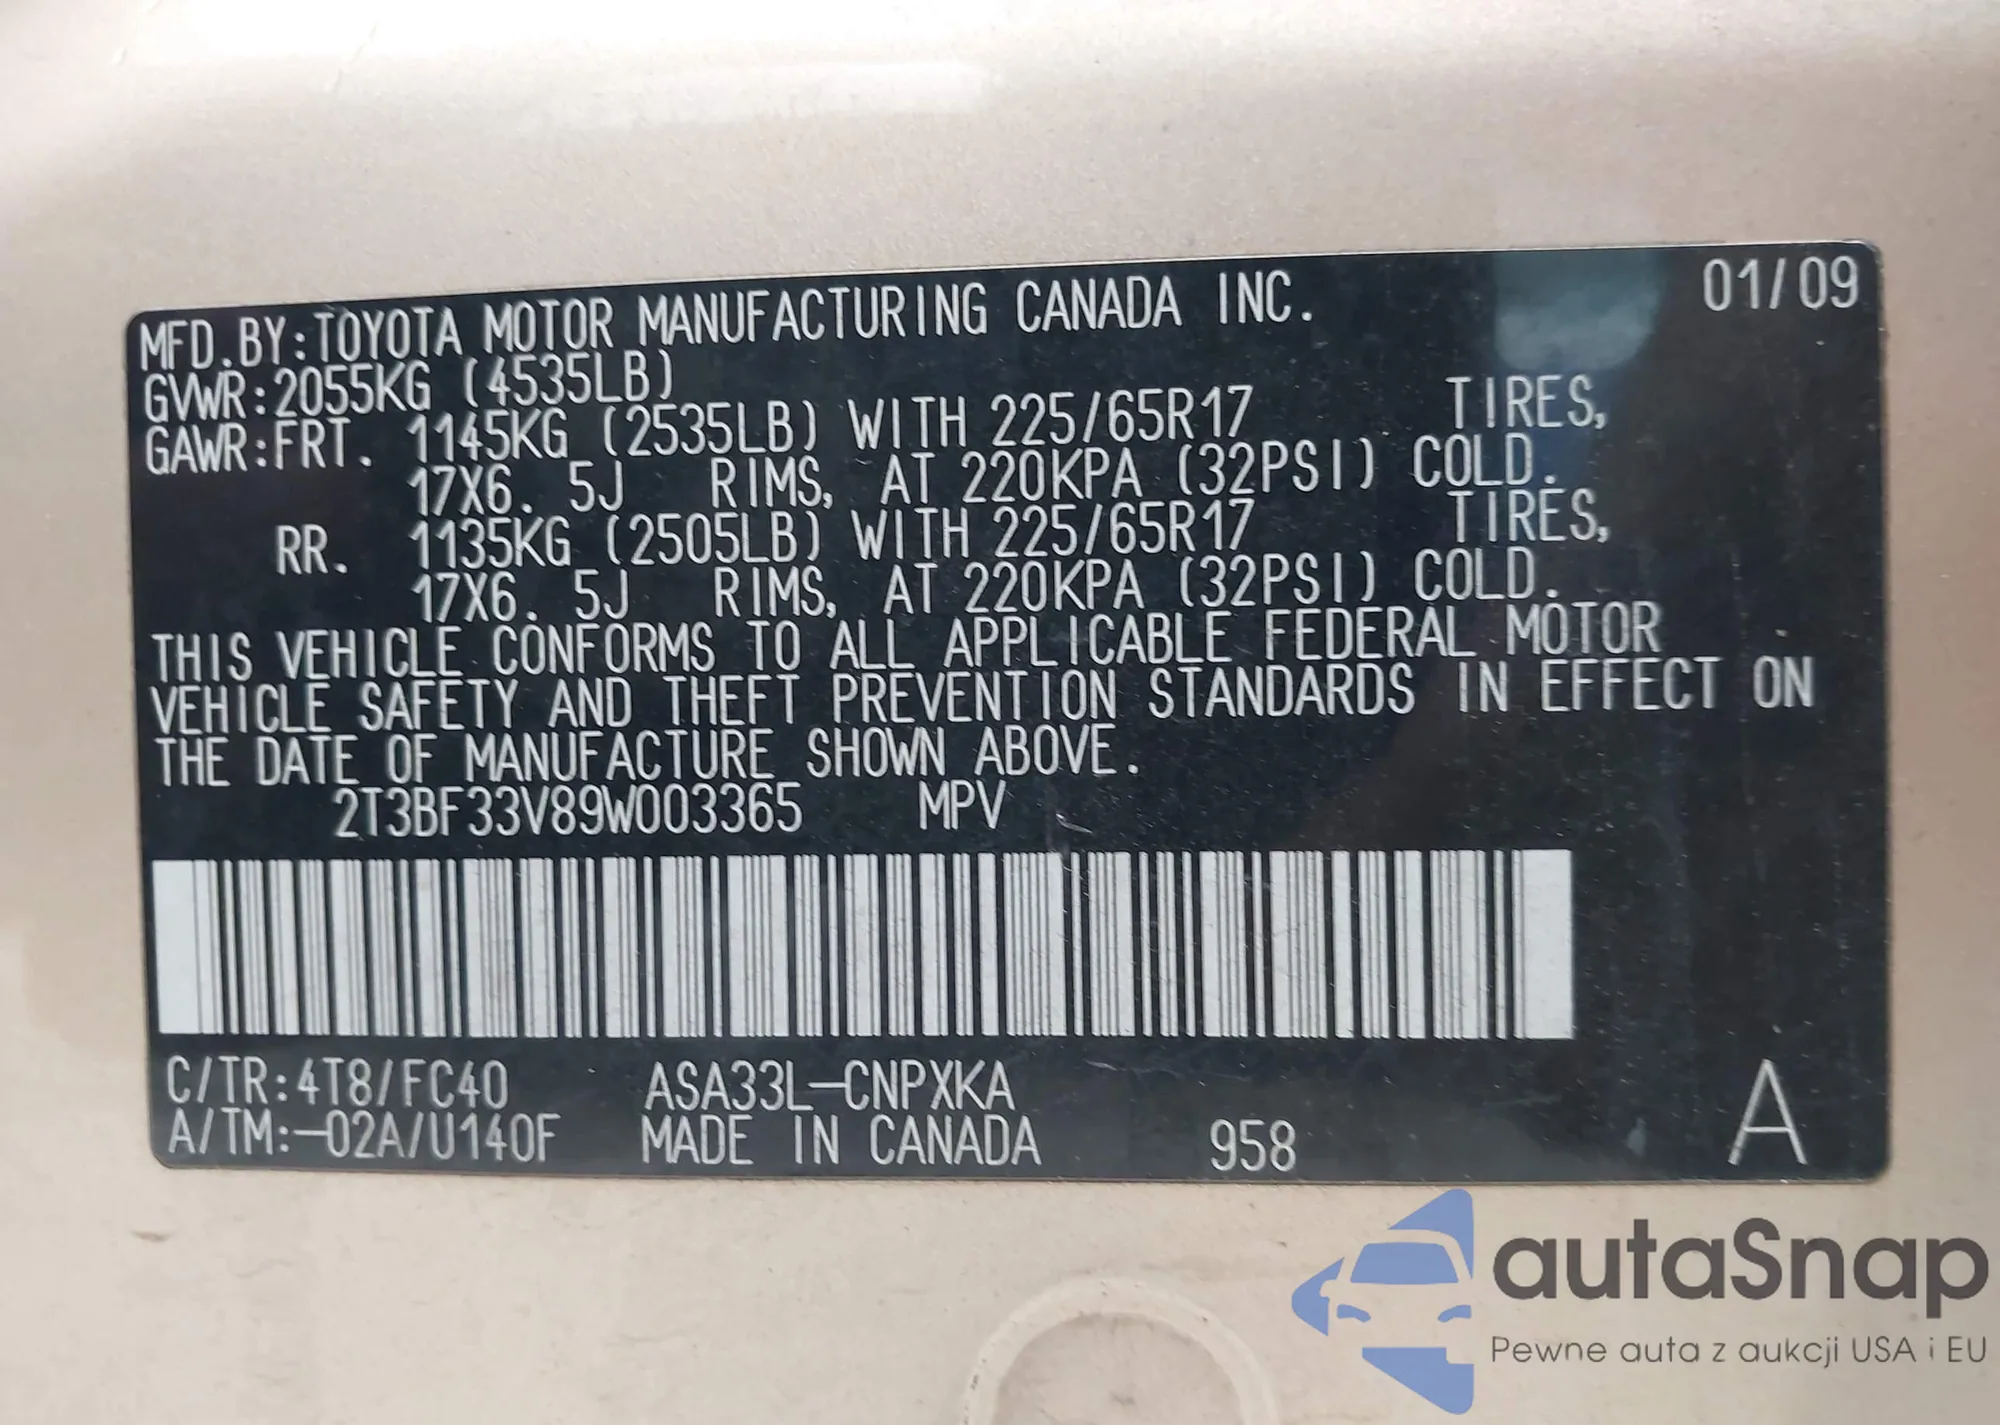 01/09
MFD.BY:TOYOTA MOTOR MANUFACTURING CANADA INC.
GVWR:2055KG (4535LB)
GAWR:FRT. 1145KG (2535LB) WITH 225/65R17 TIRES,
17X6. 5J RIMS, AT 220KPA (32PSI) COLD.
RR. 1135KG (2505LB) WITH 225/65R17 TIRES,
17X6. 5J RIMS, AT 220KPA (32PSI) COLD.
THIS VEHICLE CONFORMS TO ALL APPLICABLE FEDERAL MOTOR
VEHICLE SAFETY AND THEFT PREVENTION STANDARDS IN EFFECT ON
THE DATE OF MANUFACTURE SHOWN ABOVE.
2T3BF33V89W003365 MPV
C/TR:4T8/FC40 ASA33L-CNPXKA
A/TM:-02A/U140F MADE IN CANADA 958 A
autaSnap
Pewne auta z aukcji USA i EU